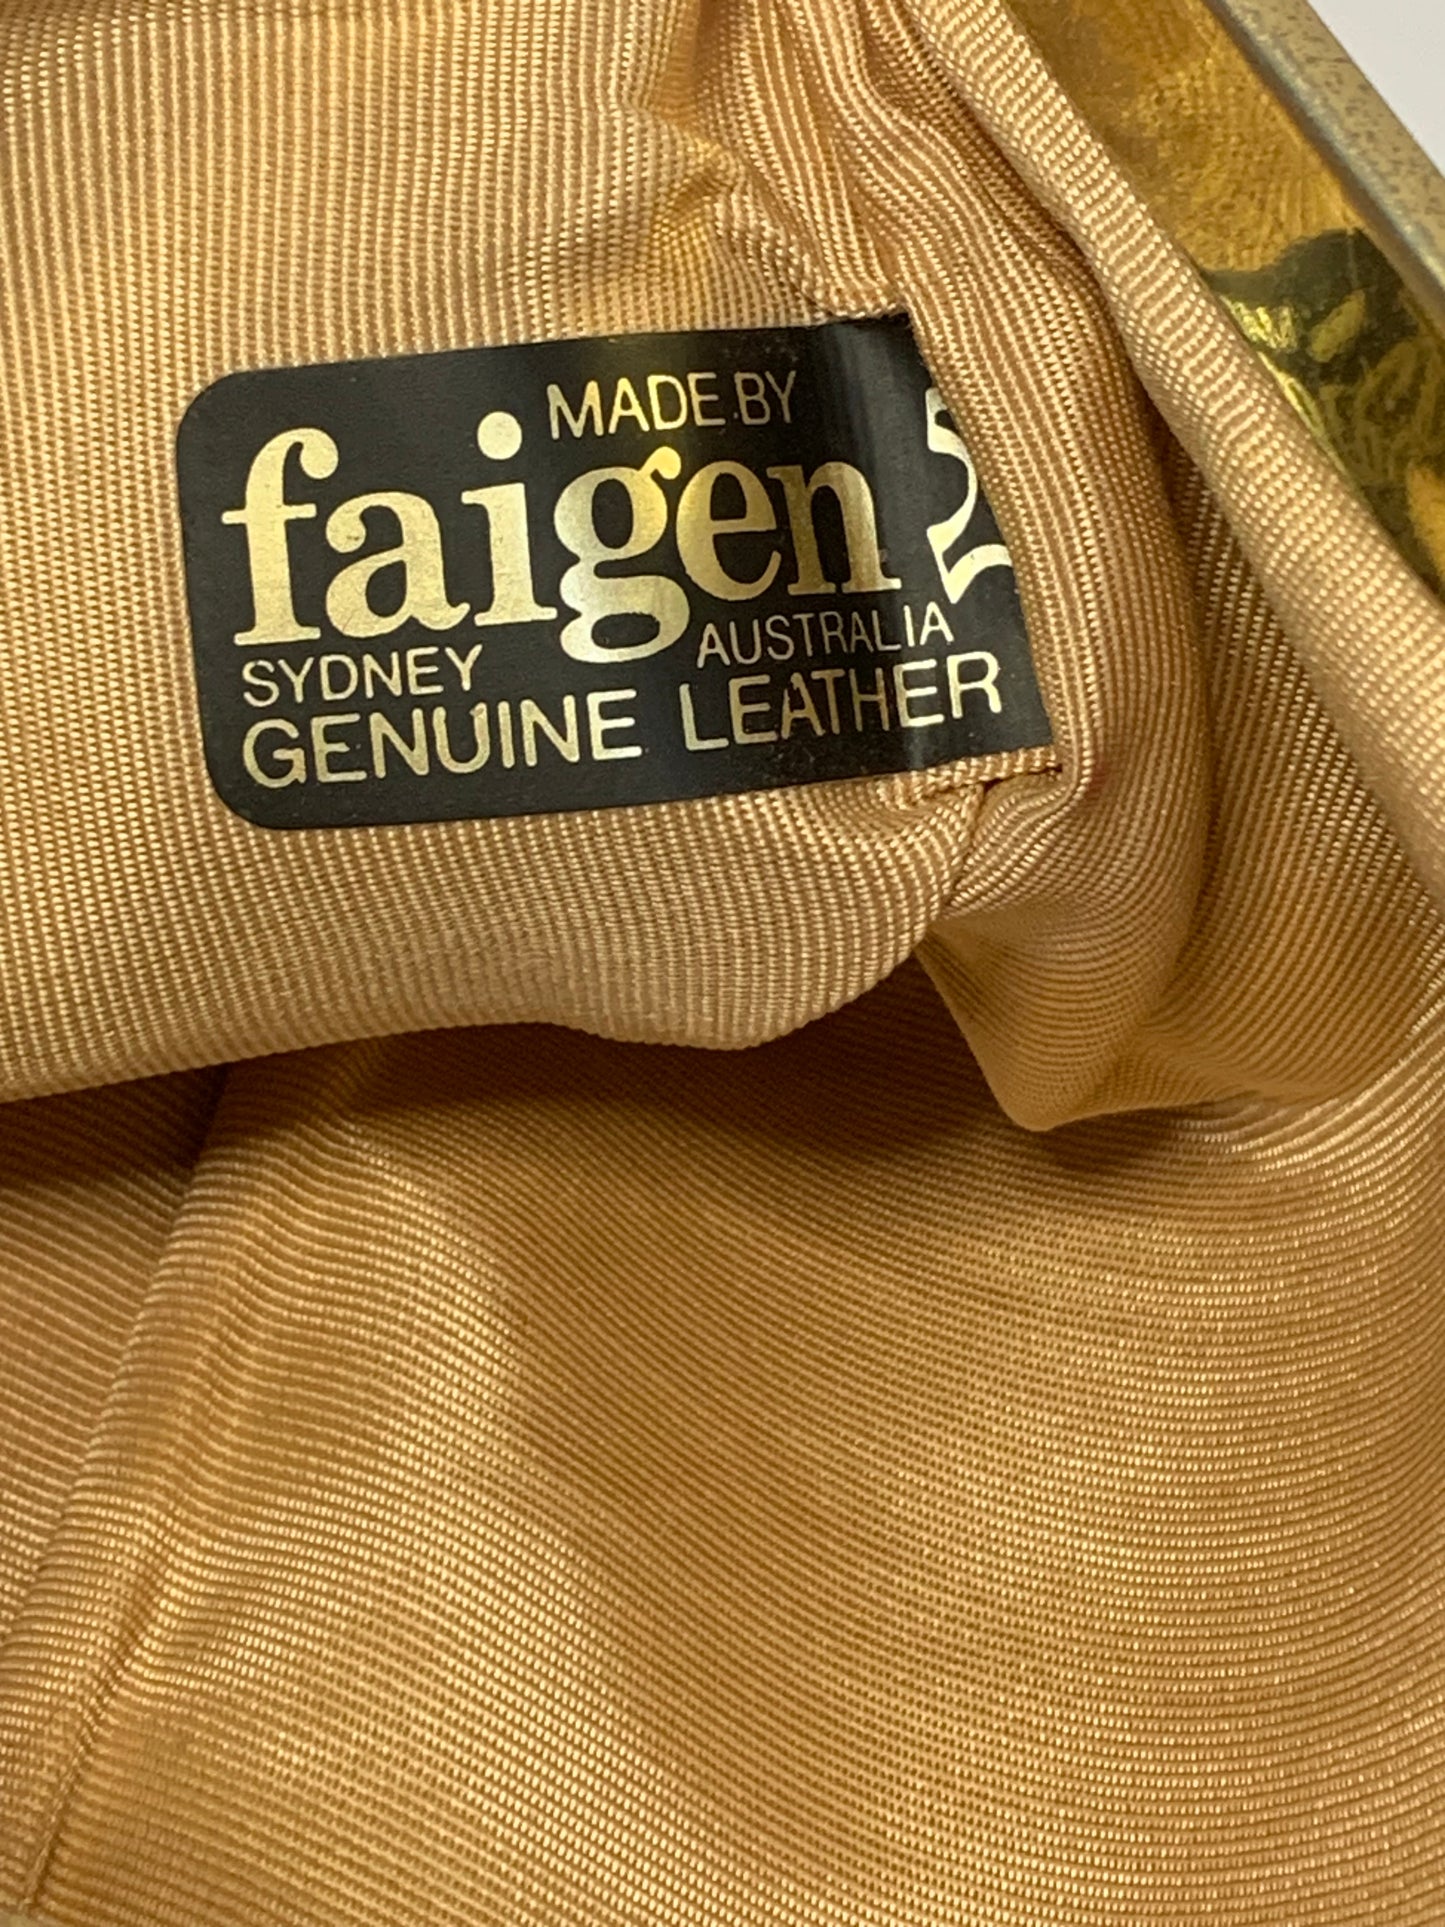 MADE BY
faigen
SYDNEY AUSTRALIA
GENUINE LEATHER